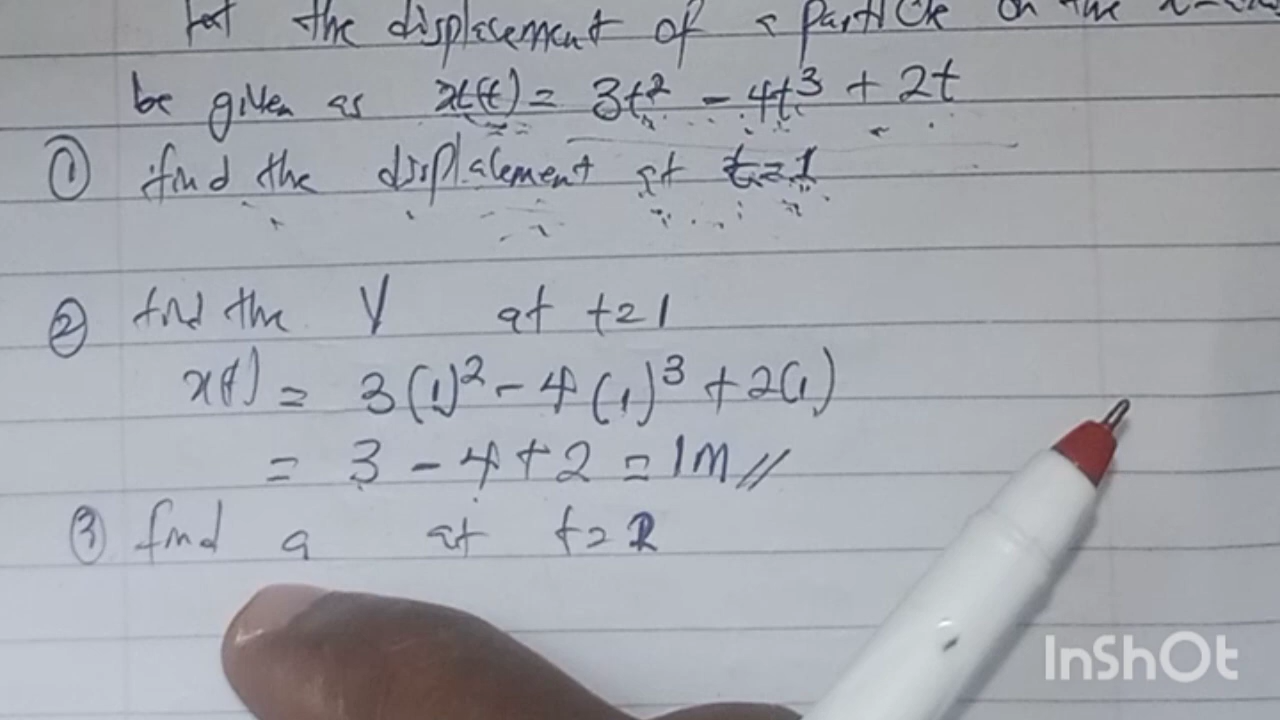 the displacement of a particle on the
be given as x(t) = 3t² - 4t³ + 2t
① find the displacement at t=1
② find the V at t=1
x(t) = 3(1)² - 4(1)³ + 2(1)
= 3 - 4 + 2 = 1m //
③ find a at t=2
InShOt